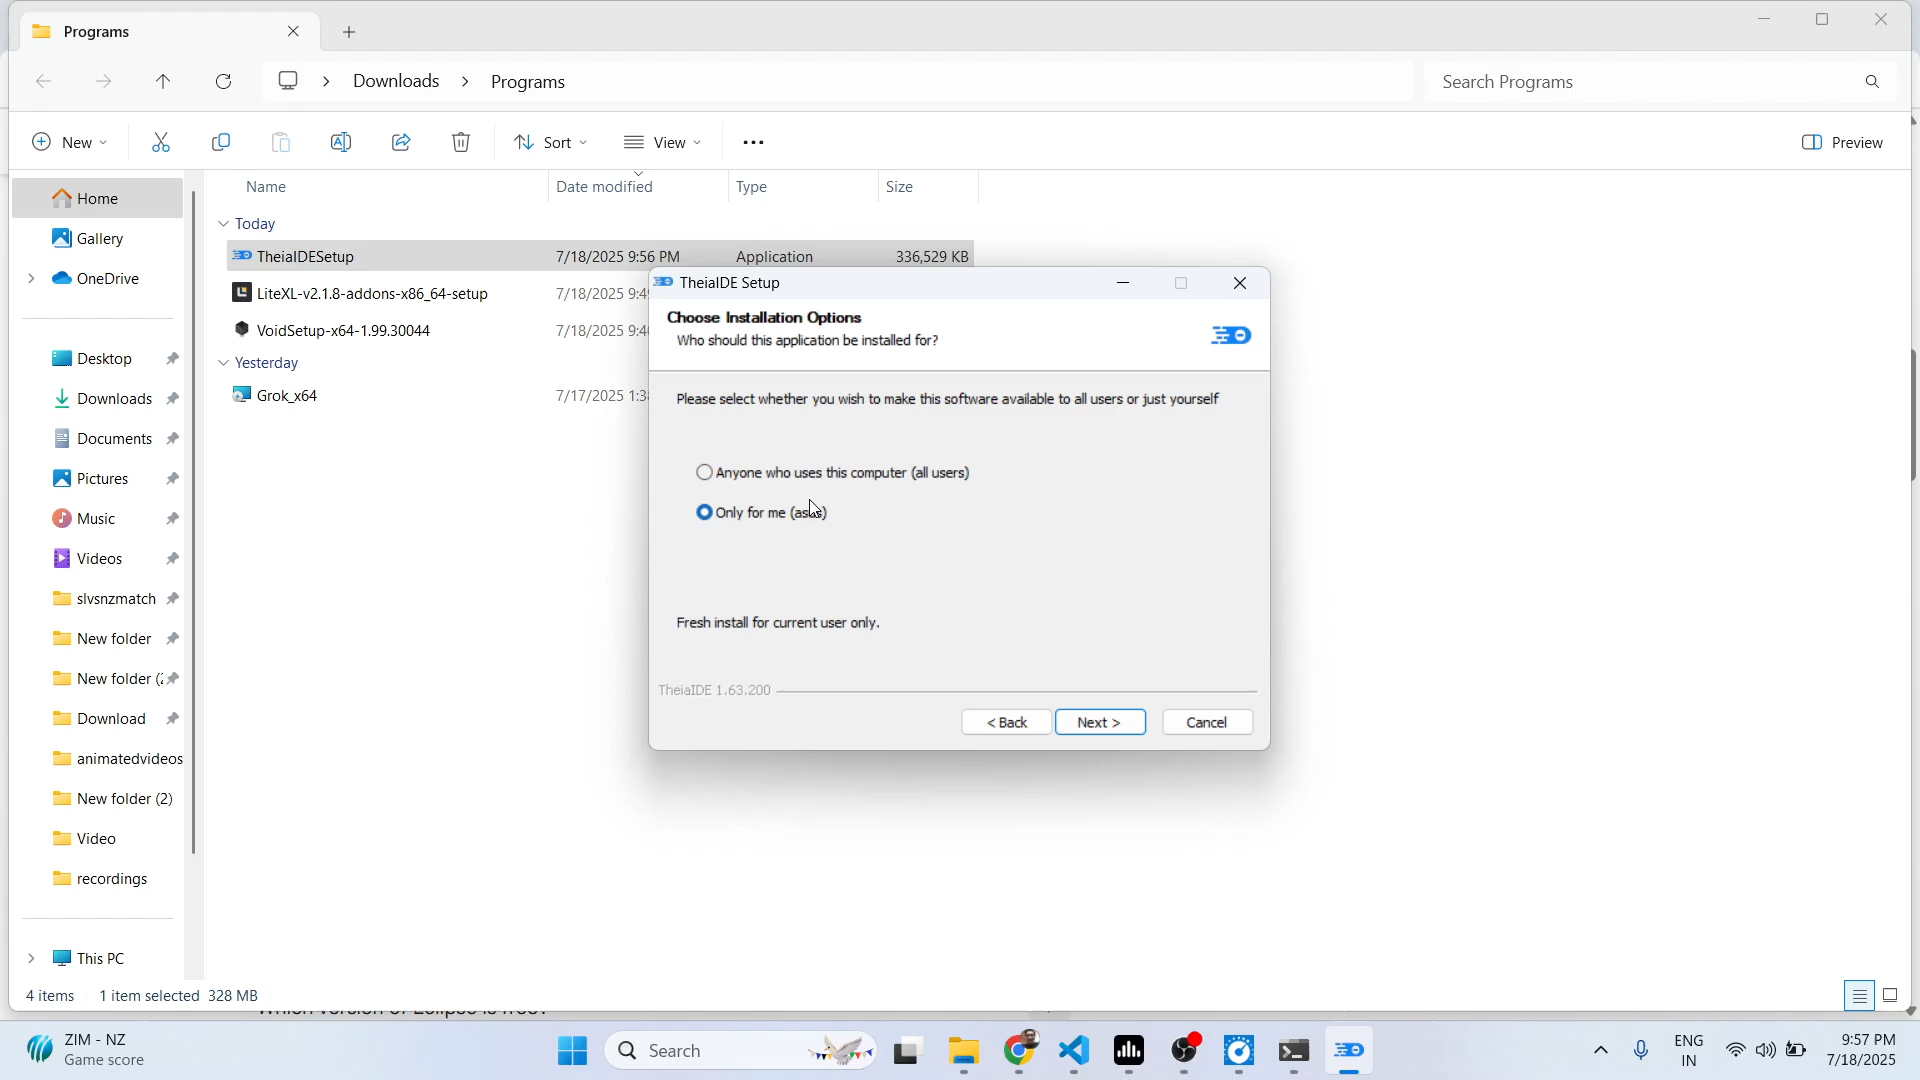 Programs
Downloads > Programs
Search Programs
New
Sort
View
Preview
Home
Gallery
OneDrive
Desktop
Downloads
Documents
Pictures
Music
Videos
slvsnzmatch
New folder
New folder (2
Download
animatedvideos
New folder (2)
Video
recordings
This PC
Name Date modified Type Size
Today
TheiaIDESetup 7/18/2025 9:56 PM Application 336,529 KB
LiteXL-v2.1.8-addons-x86_64-setup 7/18/2025 9:49
VoidSetup-x64-1.99.30044 7/18/2025 9:4
Yesterday
Grok_x64 7/17/2025 1:3
TheiaIDE Setup
Choose Installation Options
Who should this application be installed for?
Please select whether you wish to make this software available to all users or just yourself
Anyone who uses this computer (all users)
Only for me
Fresh install for current user only.
TheiaIDE 1.63.200
< Back
Next >
Cancel
4 items 1 item selected 328 MB
ZIM - NZ
Game score
Search
ENG
IN
9:57 PM
7/18/2025